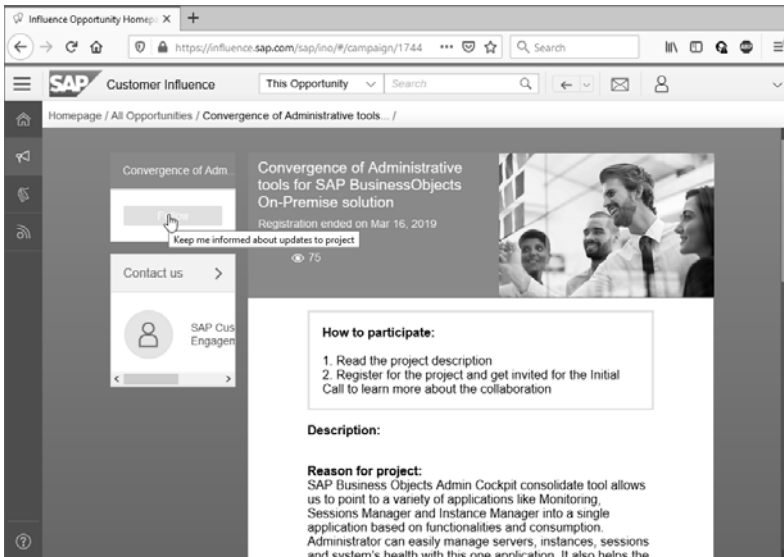 Influence Opportunity Homep
https://influence.sap.com/sap/ino/#/campaign/1744
Search
SAP Customer Influence
This Opportunity
Search
Homepage / All Opportunities / Convergence of Administrative tools... /
Convergence of Adm...
Follow
Keep me informed about updates to project
Contact us
SAP Cus
Engagem
Convergence of Administrative
tools for SAP BusinessObjects
On-Premise solution
Registration ended on Mar 16, 2019
75
How to participate:
1. Read the project description
2. Register for the project and get invited for the Initial
Call to learn more about the collaboration
Description:
Reason for project:
SAP Business Objects Admin Cockpit consolidate tool allows
us to point to a variety of applications like Monitoring,
Sessions Manager and Instance Manager into a single
application based on functionalities and consumption.
Administrator can easily manage servers, instances, sessions
and system's health with this one application. It also helps the